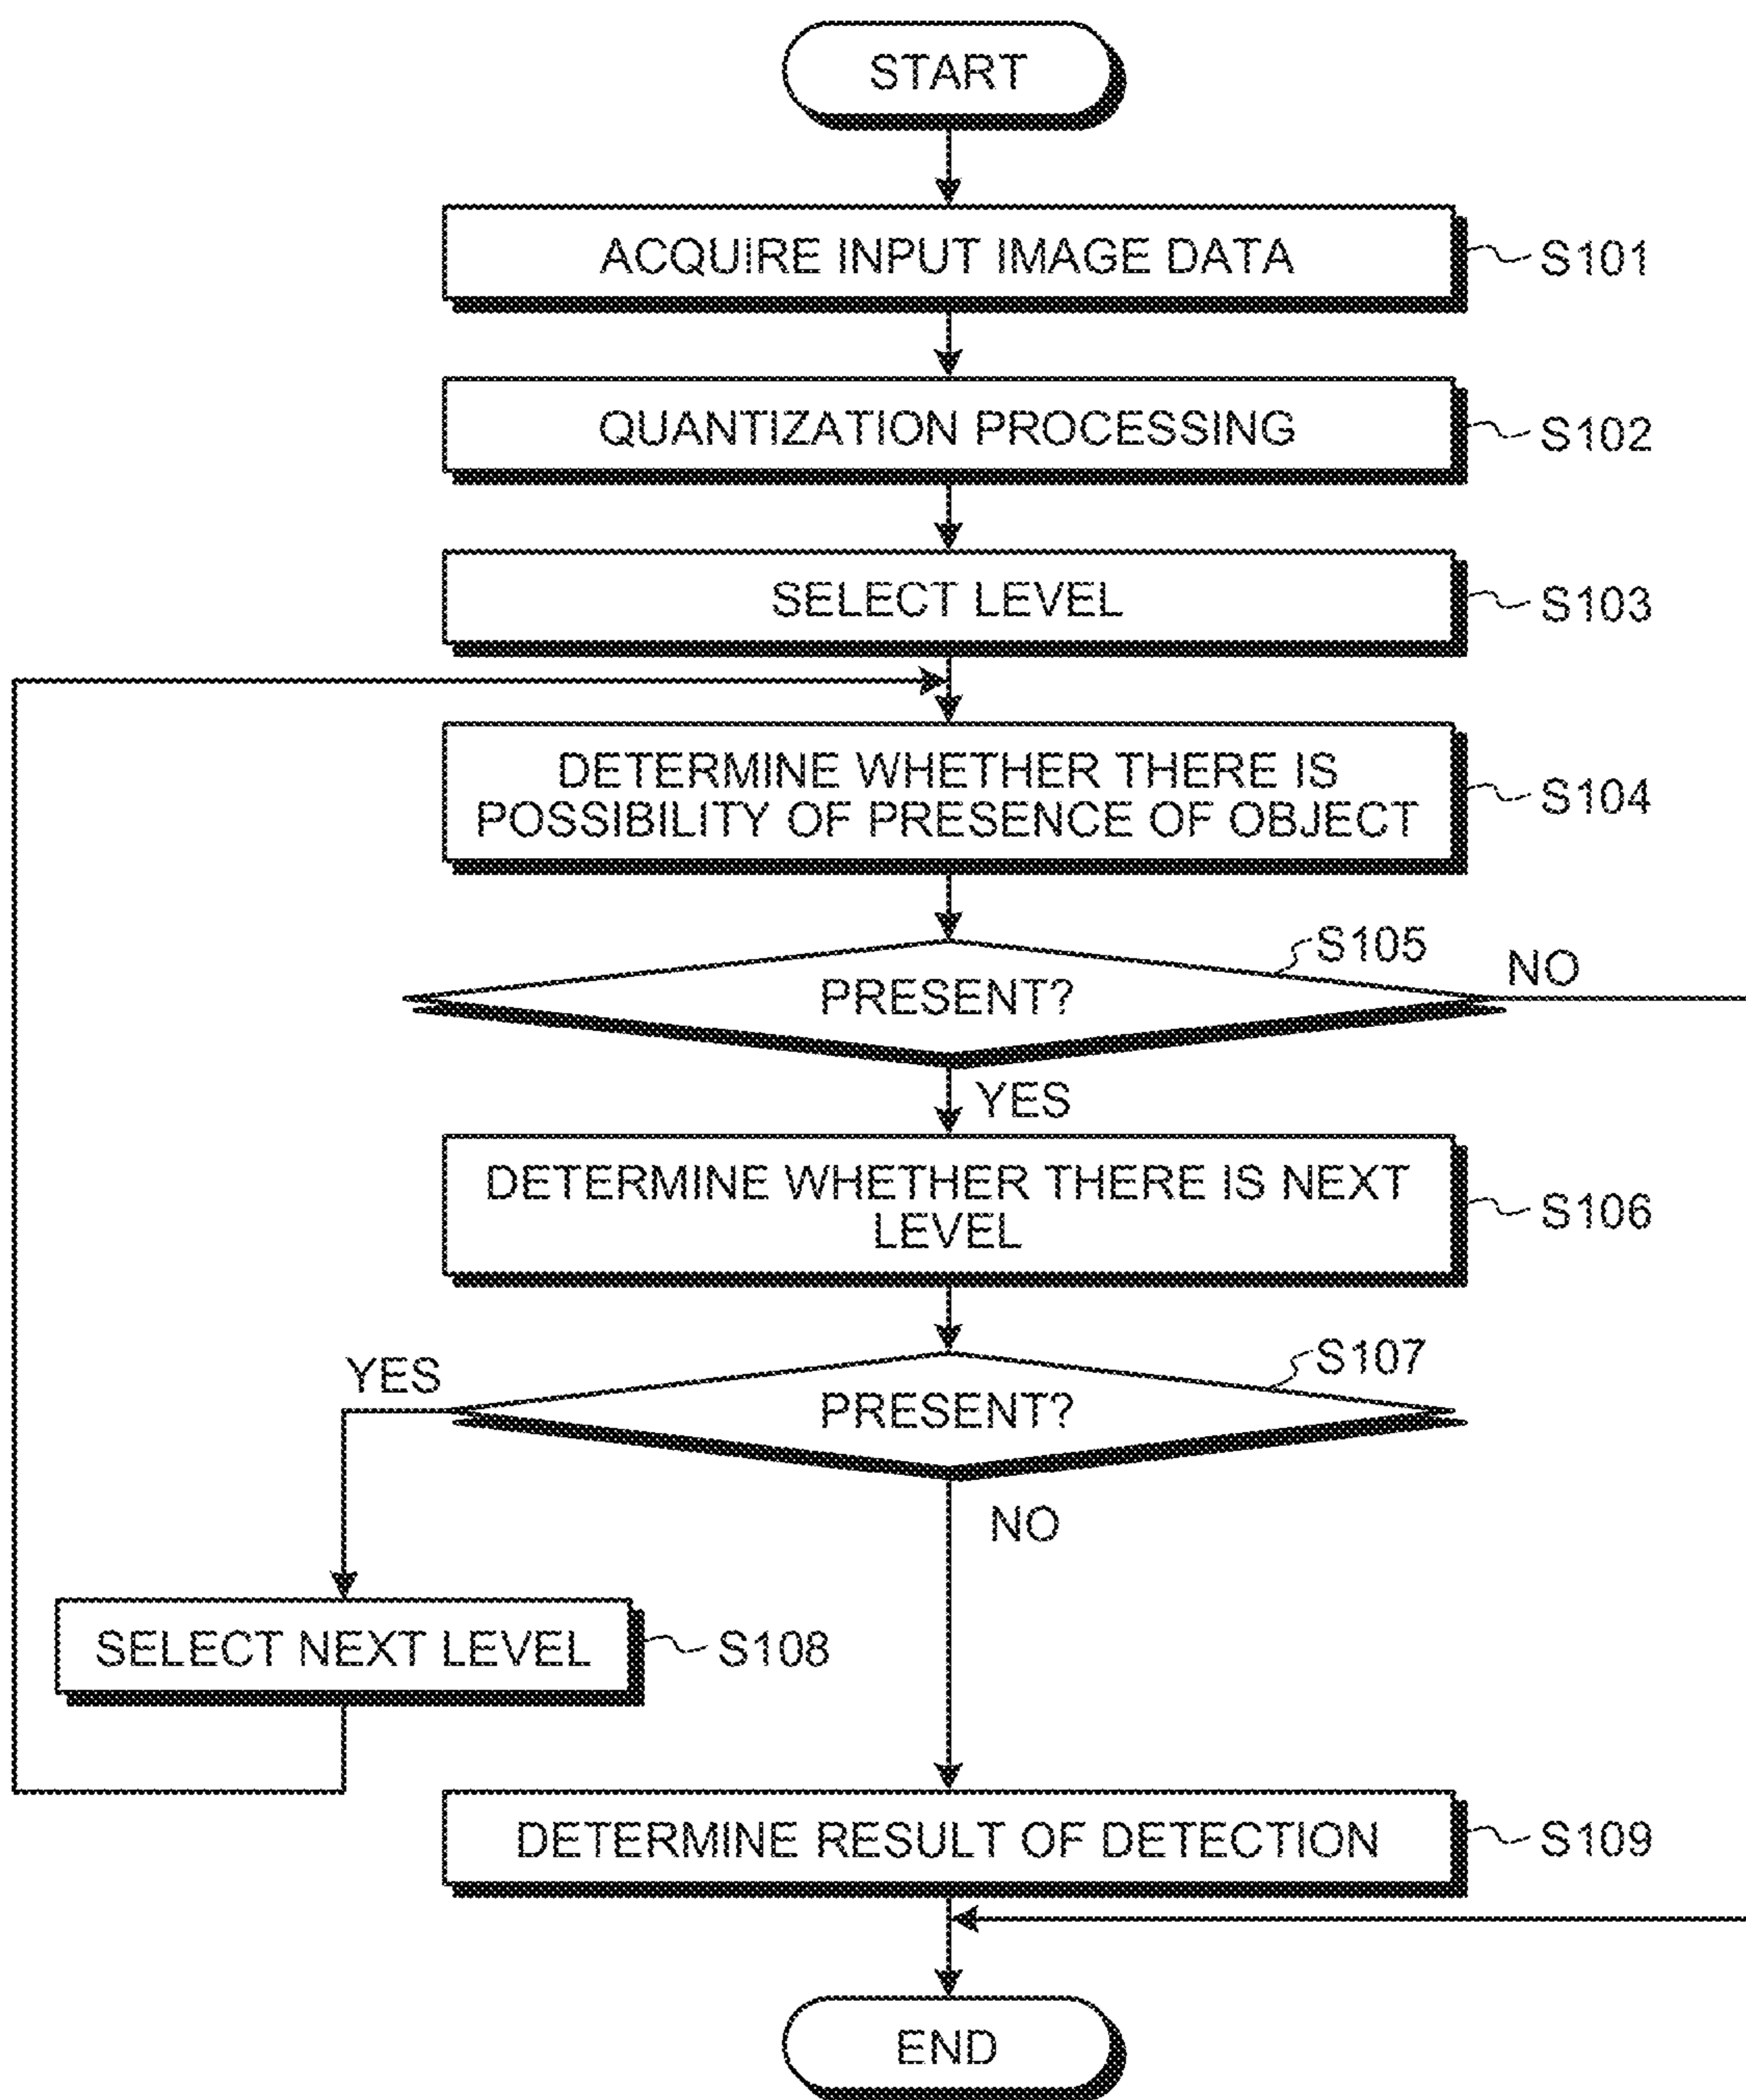 START
ACQUIRE INPUT IMAGE DATA
S101
QUANTIZATION PROCESSING
S102
SELECT LEVEL
S103
DETERMINE WHETHER THERE IS
POSSIBILITY OF PRESENCE OF OBJECT
S104
S105
PRESENT?
NO
YES
DETERMINE WHETHER THERE IS NEXT
LEVEL
S106
S107
YES
PRESENT?
NO
SELECT NEXT LEVEL
S108
DETERMINE RESULT OF DETECTION
S109
END